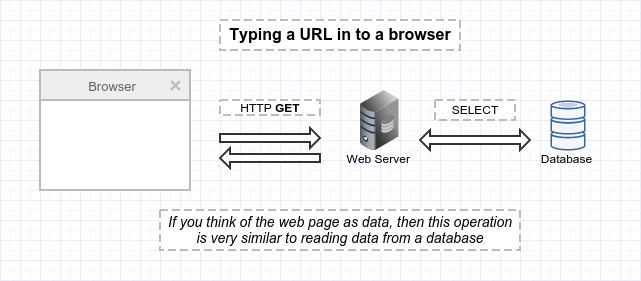 Typing a URL in to a browser
Browser
HTTP GET
SELECT
Web Server
Database
If you think of the web page as data, then this operation
is very similar to reading data from a database